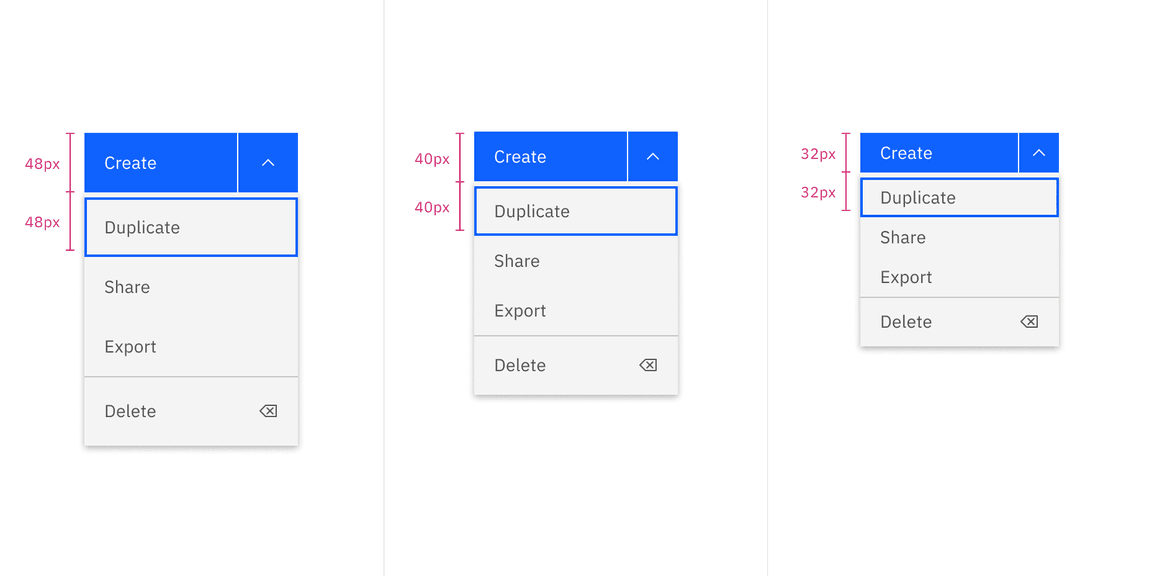 48px
Create
48px
Duplicate
Share
Export
Delete
40px
Create
40px
Duplicate
Share
Export
Delete
32px
Create
32px
Duplicate
Share
Export
Delete